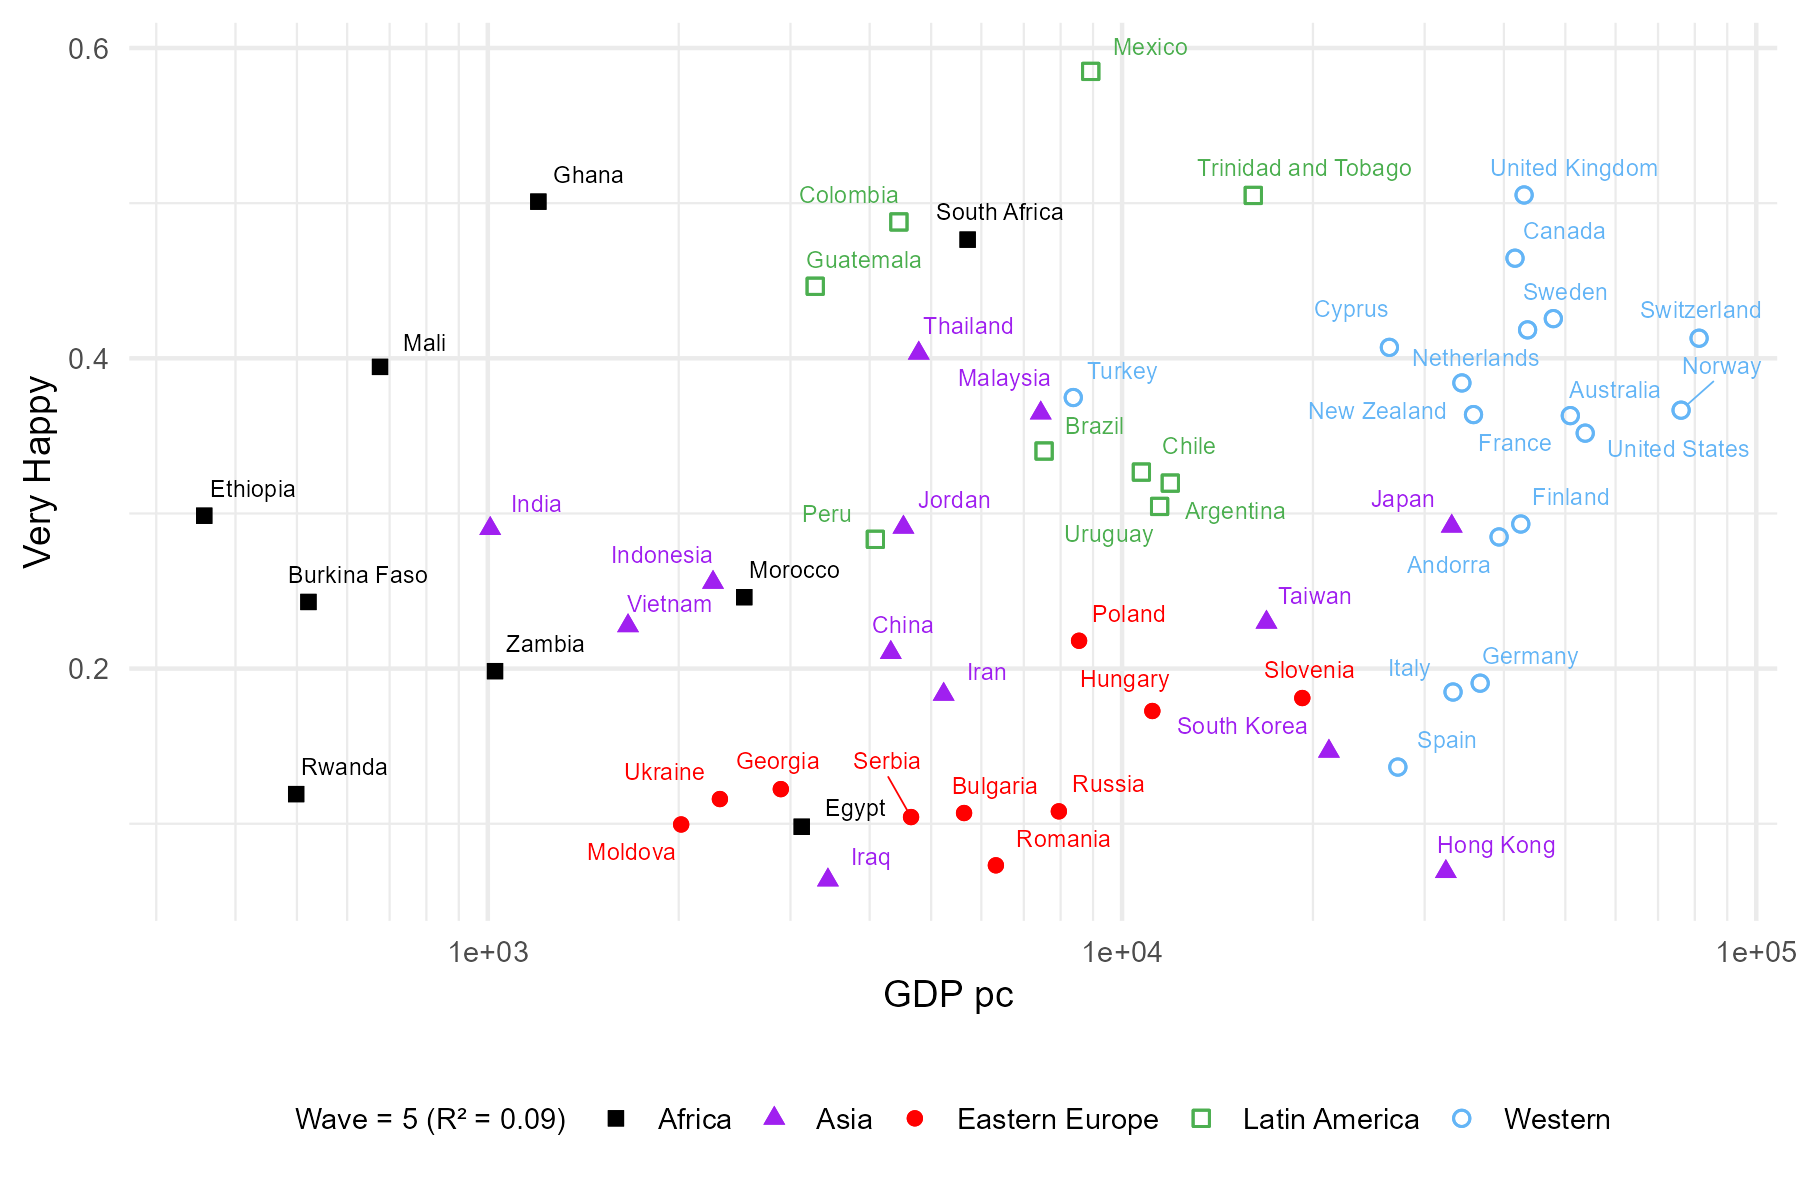 0.6
0.4
0.2
Very Happy
Mexico
Ghana
Trinidad and Tobago
United Kingdom
Colombia
South Africa
Canada
Guatemala
Sweden
Cyprus
Switzerland
Thailand
Mali
Netherlands
Norway
Malaysia
Turkey
Australia
New Zealand
Brazil
France
Chile
United States
Ethiopia
India
Jordan
Japan
Finland
Peru
Argentina
Uruguay
Indonesia
Andorra
Burkina Faso
Morocco
Vietnam
Taiwan
Poland
China
Zambia
Germany
Italy
Iran
Slovenia
Hungary
South Korea
Spain
Rwanda
Ukraine
Georgia
Serbia
Bulgaria
Russia
Egypt
Romania
Moldova
Iraq
Hong Kong
1e+03 1e+04 1e+05
GDP pc
Wave = 5 (R² = 0.09) Africa Asia Eastern Europe Latin America Western